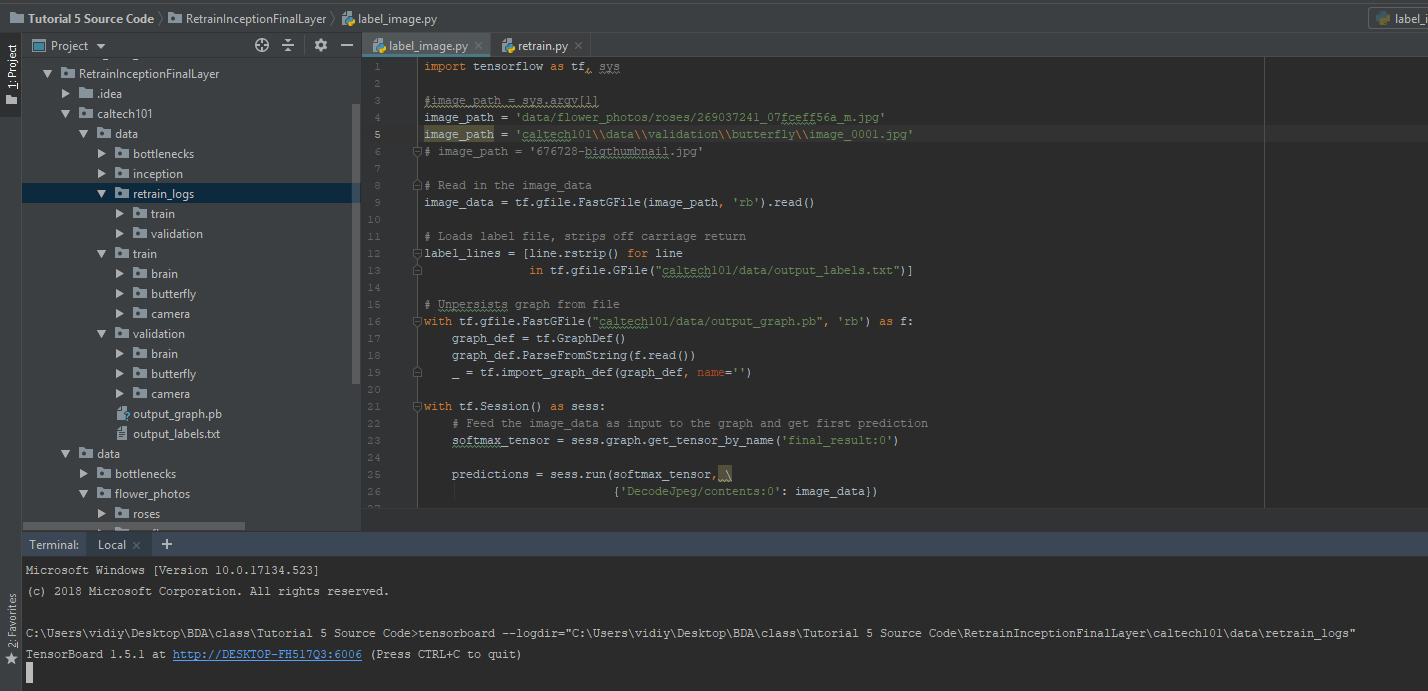 Tutorial 5 Source Code RetrainInceptionFinalLayer label_image.py
label_i
1: Project
Project
RetrainInceptionFinalLayer
.idea
caltech101
data
bottlenecks
inception
retrain_logs
train
validation
train
brain
butterfly
camera
validation
brain
butterfly
camera
output_graph.pb
output_labels.txt
data
bottlenecks
flower_photos
roses
label_image.py retrain.py
1 import tensorflow as tf, sys
2
3 #image_path = sys.argv[1]
4 image_path = 'data/flower_photos/roses/269037241_07fceff56a_m.jpg'
5 image_path = 'caltech101\\data\\validation\\butterfly\\image_0001.jpg'
6 # image_path = '676728-bigthumbnail.jpg'
7
8 # Read in the image_data
9 image_data = tf.gfile.FastGFile(image_path, 'rb').read()
10
11 # Loads label file, strips off carriage return
12 label_lines = [line.rstrip() for line
13 in tf.gfile.GFile("caltech101/data/output_labels.txt")]
14
15 # Unpersists graph from file
16 with tf.gfile.FastGFile("caltech101/data/output_graph.pb", 'rb') as f:
17 graph_def = tf.GraphDef()
18 graph_def.ParseFromString(f.read())
19 _ = tf.import_graph_def(graph_def, name='')
20
21 with tf.Session() as sess:
22 # Feed the image_data as input to the graph and get first prediction
23 softmax_tensor = sess.graph.get_tensor_by_name('final_result:0')
24
25 predictions = sess.run(softmax_tensor, \
26 {'DecodeJpeg/contents:0': image_data})
27
Terminal: Local +
Microsoft Windows [Version 10.0.17134.523]
(c) 2018 Microsoft Corporation. All rights reserved.
C:\Users\vidiy\Desktop\BDA\class\Tutorial 5 Source Code>tensorboard --logdir="C:\Users\vidiy\Desktop\BDA\class\Tutorial 5 Source Code\RetrainInceptionFinalLayer\caltech101\data\retrain_logs"
TensorBoard 1.5.1 at http://DESKTOP-FH517Q3:6006 (Press CTRL+C to quit)
2: Favorites